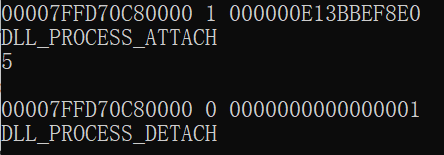 00007FFD70C80000 1 000000E13BBEF8E0
DLL_PROCESS_ATTACH
5
00007FFD70C80000 0 0000000000000001
DLL_PROCESS_DETACH